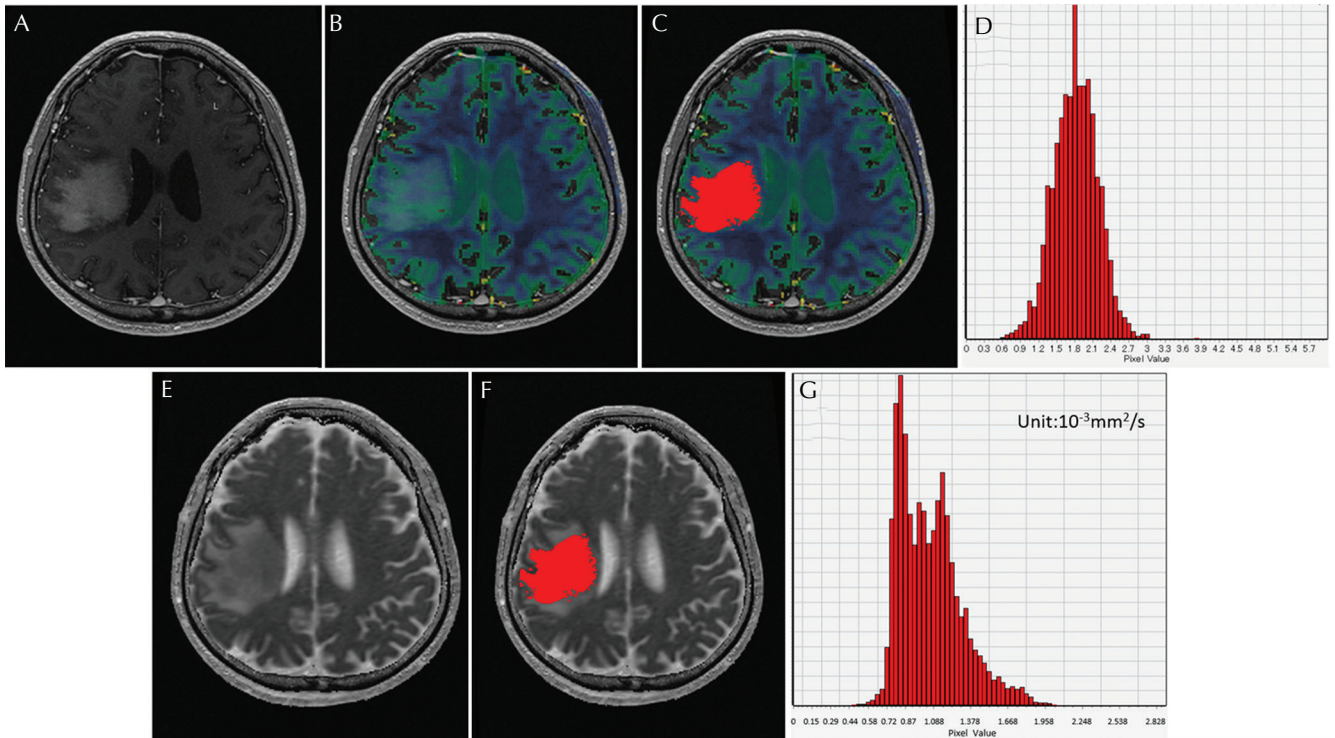 A
L
B
C
D
0 0.3 0.6 0.9 1.2 1.5 1.8 2.1 2.4 2.7 3 3.3 3.6 3.9 4.2 4.5 4.8 5.1 5.4 5.7
Pixel Value
E
F
G
Unit:10⁻³mm²/s
0 0.15 0.29 0.44 0.58 0.72 0.87 1.088 1.378 1.668 1.958 2.248 2.538 2.828
Pixel Value